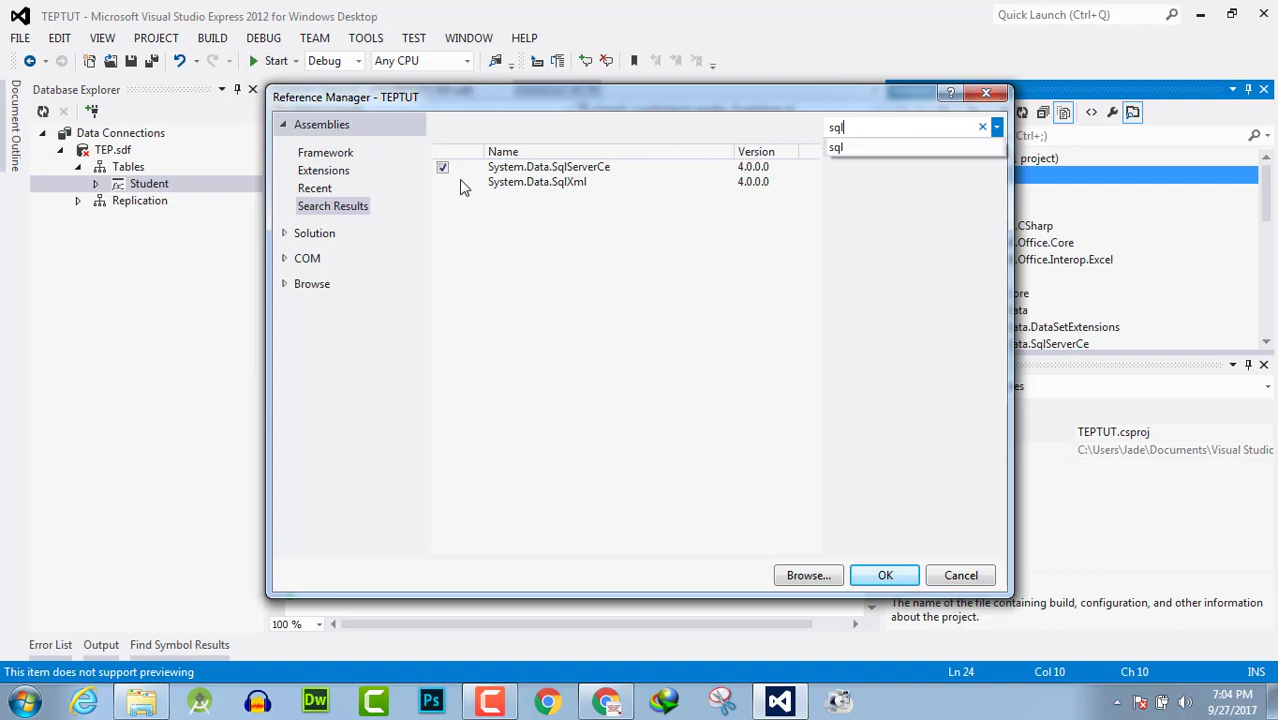 TEPTUT - Microsoft Visual Studio Express 2012 for Windows Desktop
Quick Launch (Ctrl+Q)
FILE EDIT VIEW PROJECT BUILD DEBUG TEAM TOOLS TEST WINDOW HELP
Start Debug Any CPU
Document Outline
Database Explorer
Data Connections
TEP.sdf
Tables
Student
Replication
Reference Manager - TEPTUT
Assemblies
Framework
Extensions
Recent
Search Results
Solution
COM
Browse
sql
sql
Name Version
System.Data.SqlServerCe 4.0.0.0
System.Data.SqlXml 4.0.0.0
Browse... OK Cancel
+;)
project)
.CSharp
.Office.Core
.Office.Interop.Excel
ore
ata
ata.DataSetExtensions
ata.SqlServerCe
es
TEPTUT.csproj
C:\Users\Jade\Documents\Visual Studio
The name of the file containing build, configuration, and other information about the project.
100 %
Error List Output Find Symbol Results
This item does not support previewing
Ln 24 Col 10 Ch 10 INS
Dw
C
Ps
C
7:04 PM
9/27/2017